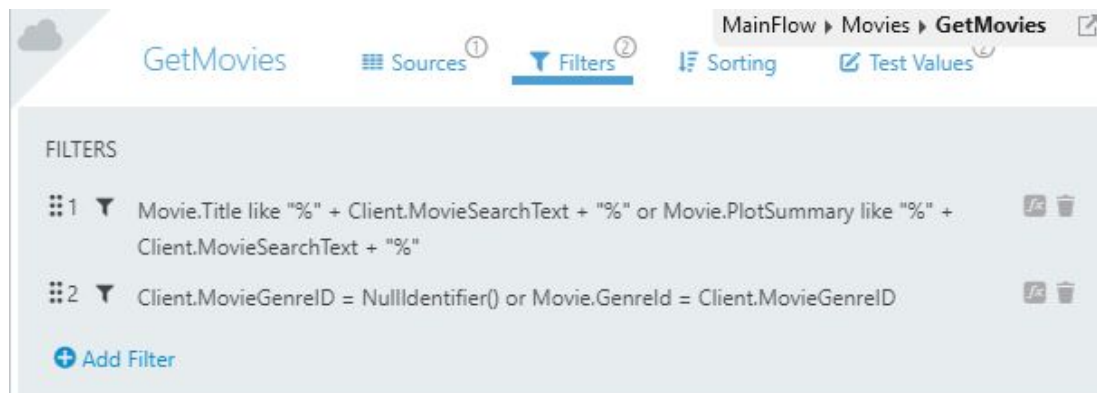 MainFlow ▸ Movies ▸ GetMovies
GetMovies Sources 1 Filters 2 Sorting Test Values 2
FILTERS
1 Movie.Title like "%" + Client.MovieSearchText + "%" or Movie.PlotSummary like "%" +
Client.MovieSearchText + "%"
2 Client.MovieGenreID = NullIdentifier() or Movie.GenreId = Client.MovieGenreID
Add Filter